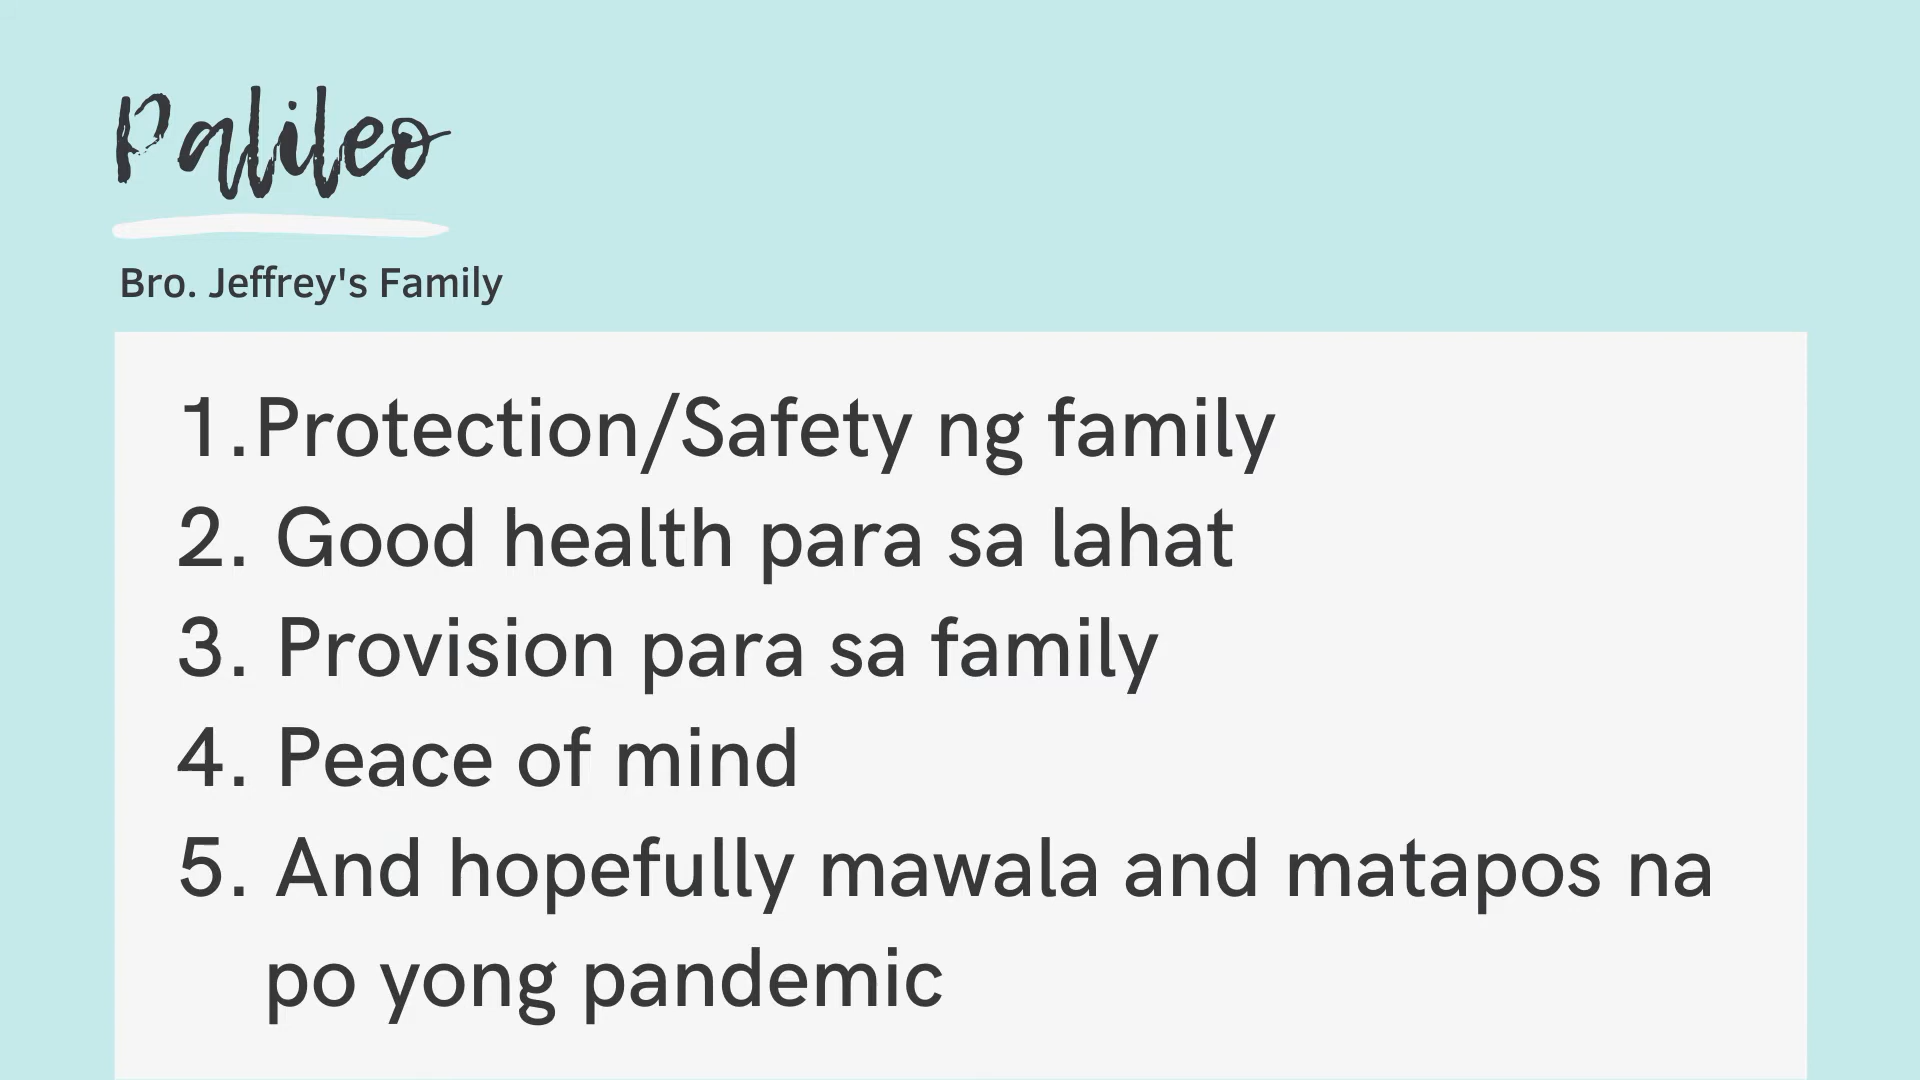 Palileo
Bro. Jeffrey's Family
1.Protection/Safety ng family
2. Good health para sa lahat
3. Provision para sa family
4. Peace of mind
5. And hopefully mawala and matapos na
po yong pandemic